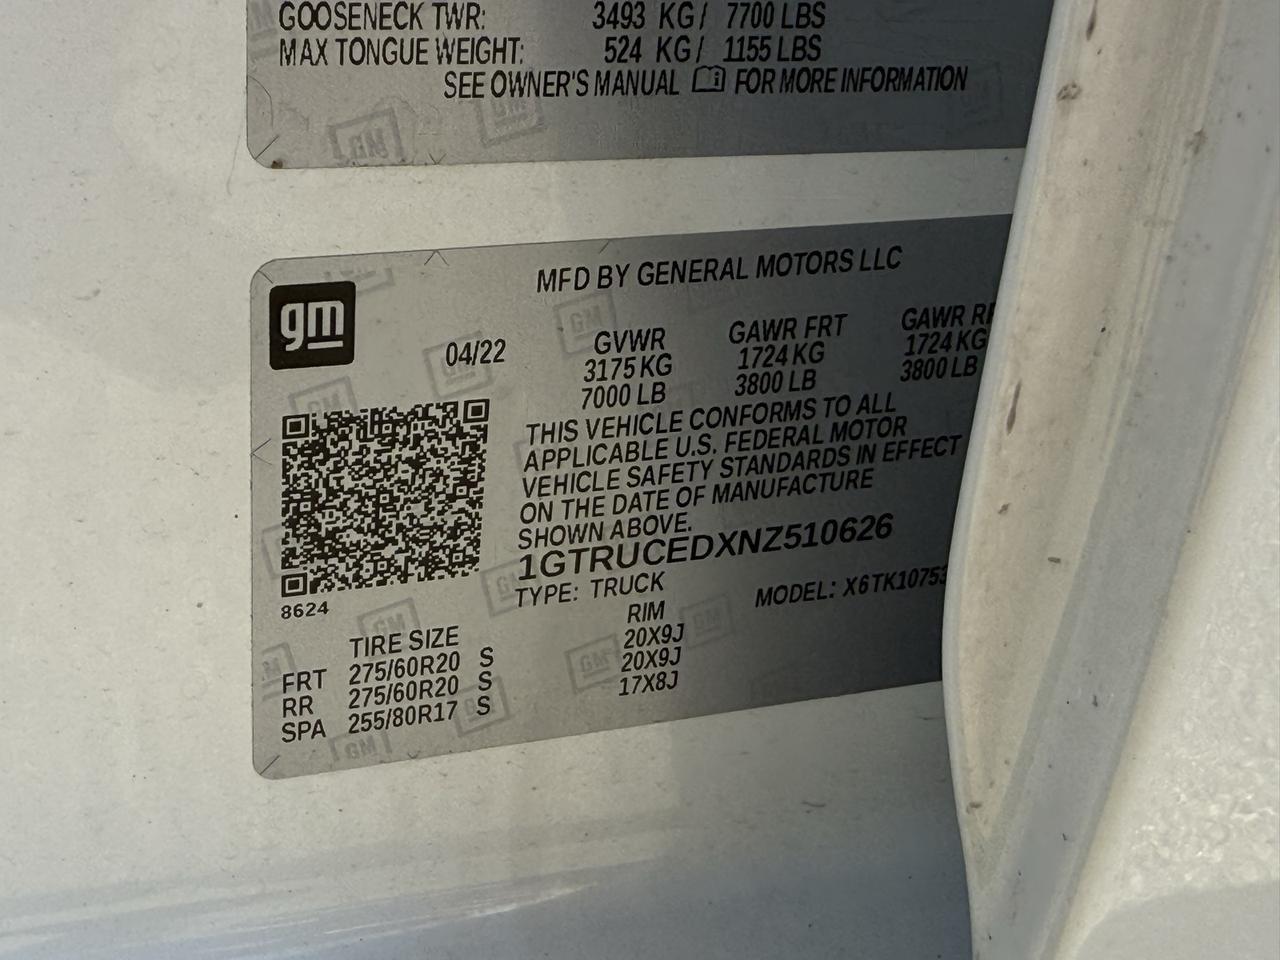 GOOSENECK TWR: 3493 KG/ 7700 LBS
MAX TONGUE WEIGHT: 524 KG/ 1155 LBS
SEE OWNER'S MANUAL FOR MORE INFORMATION
MFD BY GENERAL MOTORS LLC
gm
04/22
GVWR GAWR FRT GAWR RR
3175 KG 1724 KG 1724 KG
7000 LB 3800 LB 3800 LB
THIS VEHICLE CONFORMS TO ALL
APPLICABLE U.S. FEDERAL MOTOR
VEHICLE SAFETY STANDARDS IN EFFECT
ON THE DATE OF MANUFACTURE
SHOWN ABOVE.
1GTRUCEDXNZ510626
TYPE: TRUCK MODEL: X6TK10753
8624
TIRE SIZE RIM
FRT 275/60R20 S 20X9J
RR 275/60R20 S 20X9J
SPA 255/80R17 S 17X8J